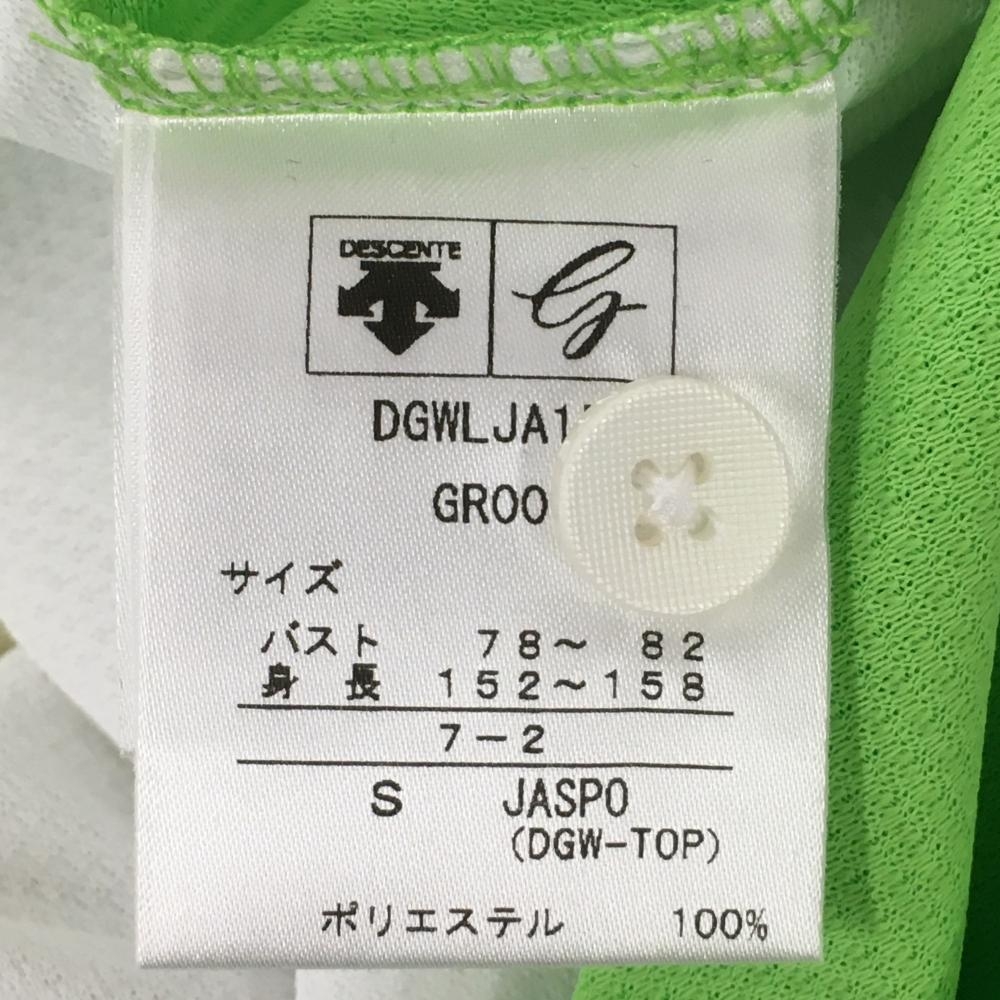 DESCENTE
DGWLJA1
GR00
サイズ
バスト 78～ 82
身長 152～158
7－2
S JASPO
(DGW-TOP)
ポリエステル 100%